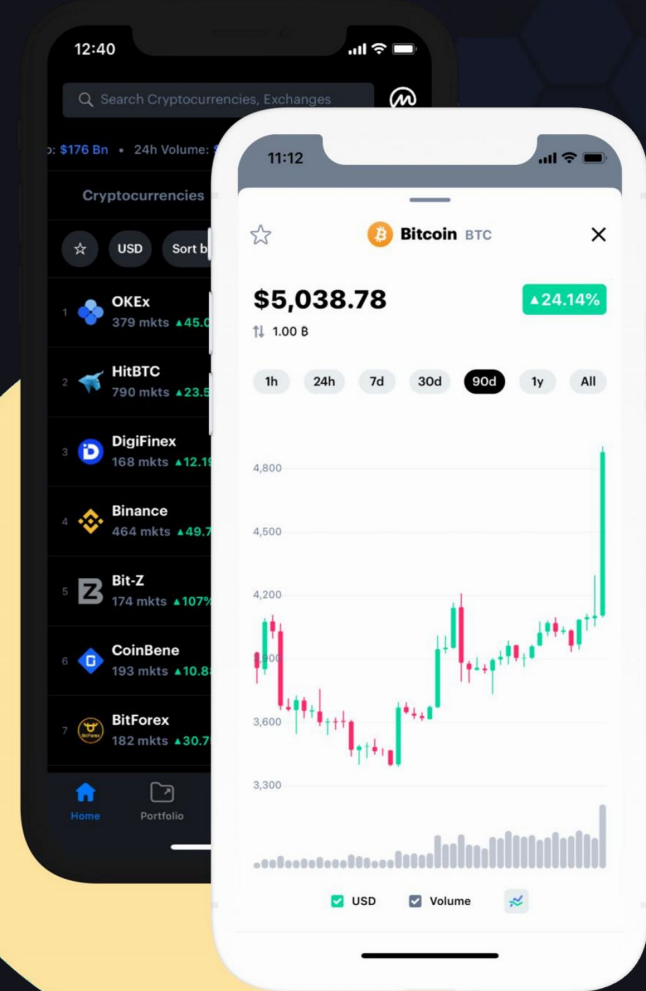 12:40
Search Cryptocurrencies, Exchanges
$176 Bn • 24h Volume:
Cryptocurrencies
USD
Sort b
1
OKEx
379 mkts ▲45.0
2
HitBTC
790 mkts ▲23.5
3
DigiFinex
168 mkts ▲12.19
4
Binance
464 mkts ▲49.7
5
Bit-Z
174 mkts ▲107%
6
CoinBene
193 mkts ▲10.8
7
BitForex
182 mkts ▲30.7
Home
Portfolio
11:12
Bitcoin BTC
$5,038.78
▲24.14%
1.00 ₿
1h 24h 7d 30d 90d 1y All
4,800
4,500
4,200
3,900
3,600
3,300
USD
Volume